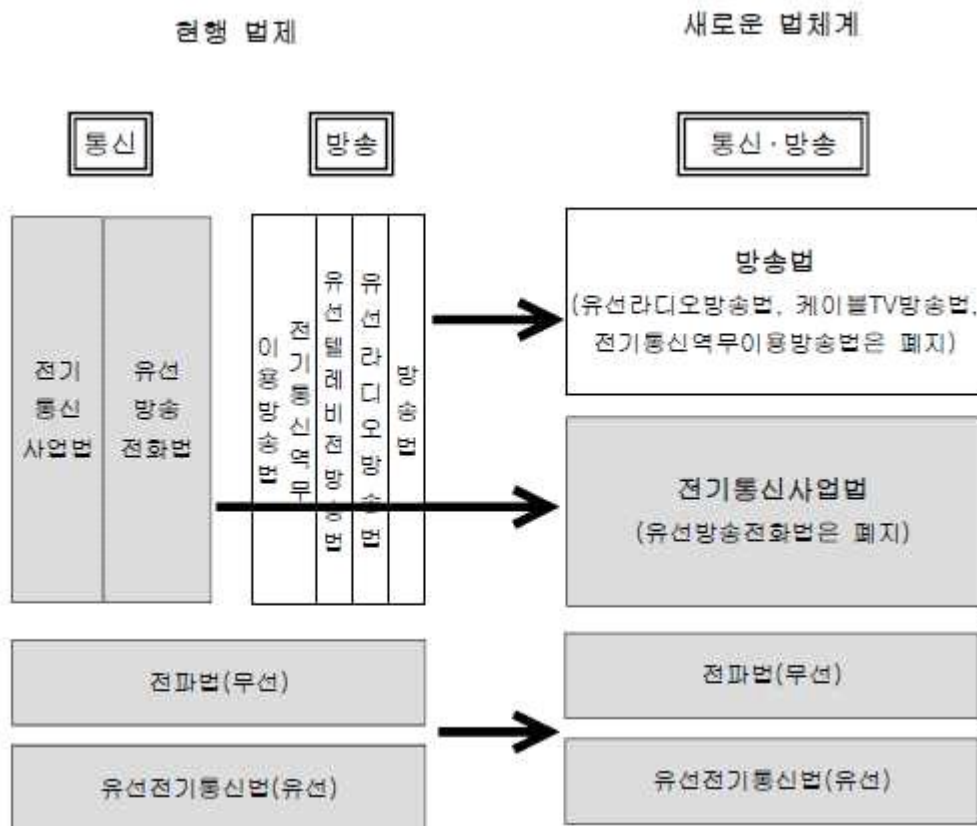 현행 법제
새로운 법체계
통신
방송
통신·방송
전기
통신
사업법
유선
방송
전화법
전기통신역무
이용방송법
유선텔레비전방송법
유선라디오방송법
방송법
방송법
(유선라디오방송법, 케이블TV방송법,
전기통신역무이용방송법은 폐지)
전기통신사업법
(유선방송전화법은 폐지)
전파법(무선)
유선전기통신법(유선)
전파법(무선)
유선전기통신법(유선)